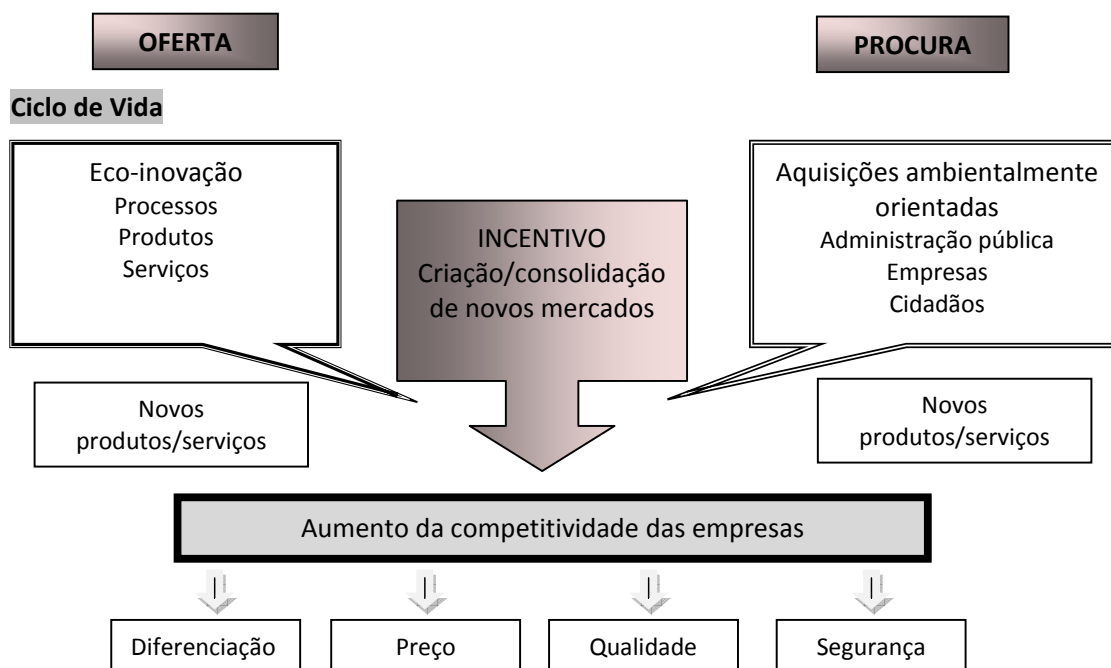 OFERTA
PROCURA
Ciclo de Vida
Eco-inovação
Processos
Produtos
Serviços
INCENTIVO
Criação/consolidação
de novos mercados
Aquisições ambientalmente
orientadas
Administração pública
Empresas
Cidadãos
Novos
produtos/serviços
Novos
produtos/serviços
Aumento da competitividade das empresas
Diferenciação
Preço
Qualidade
Segurança